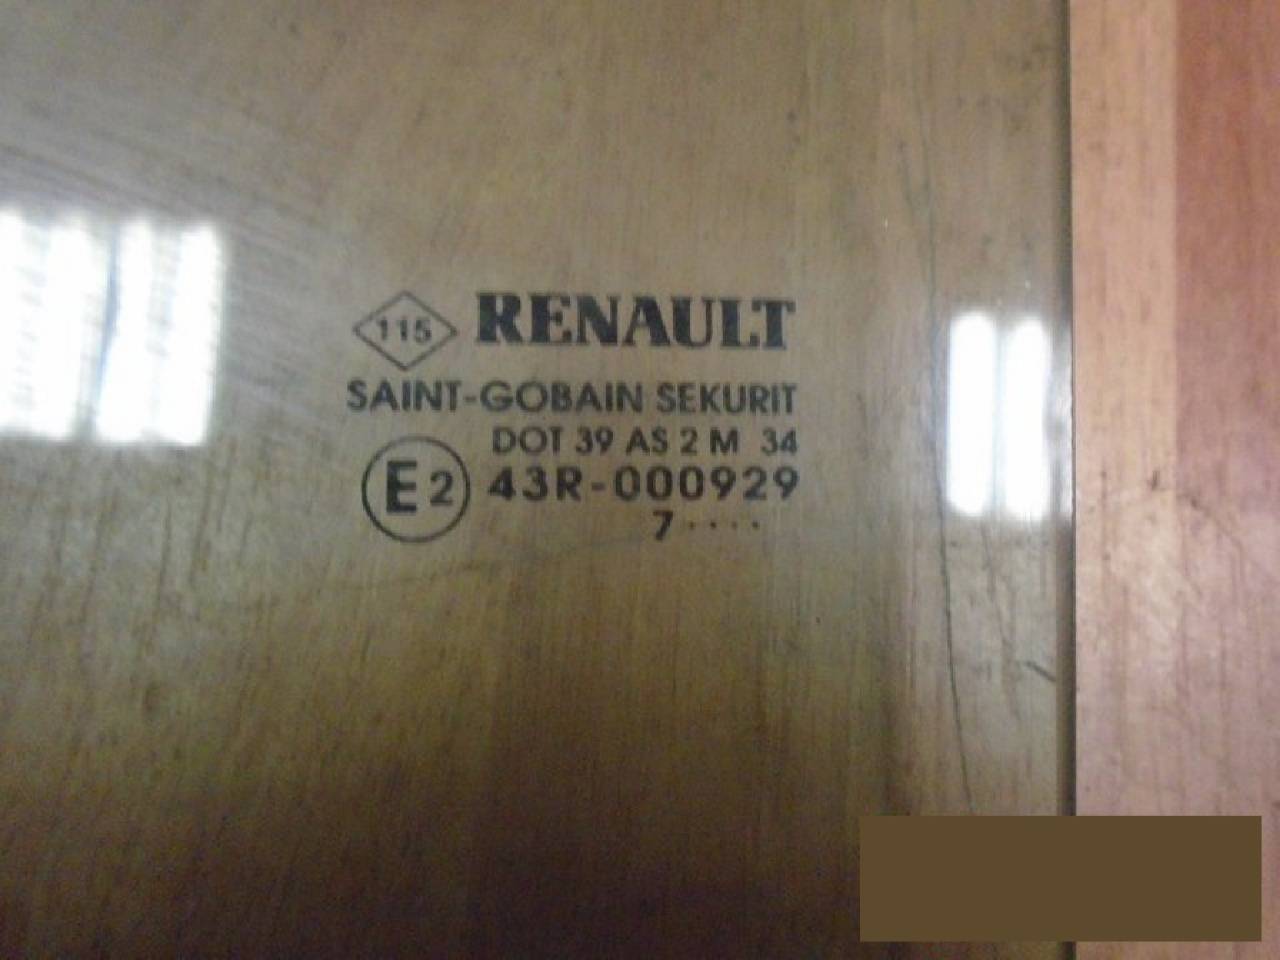 115 RENAULT
SAINT-GOBAIN SEKURIT
DOT 39 AS 2 M 34
E2 43R-000929
7 ····